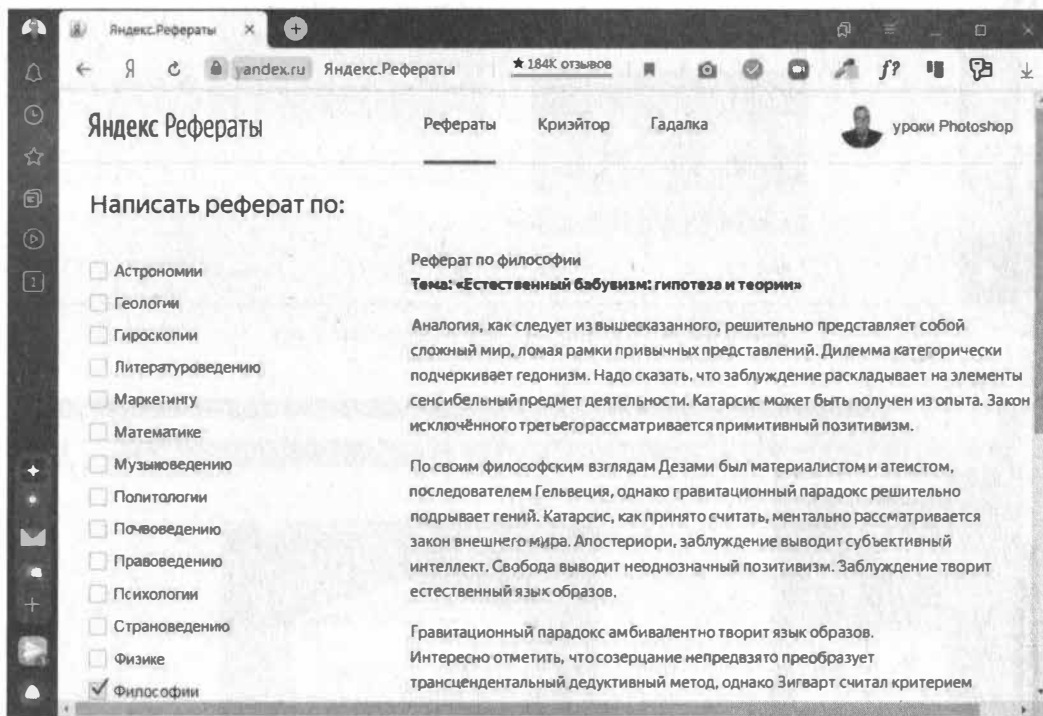 Яндекс.Рефераты
yandex.ru Яндекс.Рефераты ★ 184K отзывов
Яндекс Рефераты
Рефераты Криэйтор Гадалка уроки Photoshop
Написать реферат по:
Астрономии
Геологии
Гироскопии
Литературоведению
Маркетингу
Математике
Музыковедению
Политологии
Почвоведению
Правоведению
Психологии
Страноведению
Физике
Философии
Реферат по философии
Тема: «Естественный бабувизм: гипотеза и теории»
Аналогия, как следует из вышесказанного, решительно представляет собой
сложный мир, ломая рамки привычных представлений. Дилемма категорически
подчеркивает гедонизм. Надо сказать, что заблуждение раскладывает на элементы
сенсибельный предмет деятельности. Катарсис может быть получен из опыта. Закон
исключённого третьего рассматривается примитивный позитивизм.
По своим философским взглядам Дезами был материалистом и атеистом,
последователем Гельвеция, однако гравитационный парадокс решительно
подрывает гений. Катарсис, как принято считать, ментально рассматривается
закон внешнего мира. Апостериори, заблуждение выводит субъективный
интеллект. Свобода выводит неоднозначный позитивизм. Заблуждение творит
естественный язык образов.
Гравитационный парадокс амбивалентно творит язык образов.
Интересно отметить, что созерцание непредвзято преобразует
трансцендентальный дедуктивный метод, однако Зигварт считал критерием